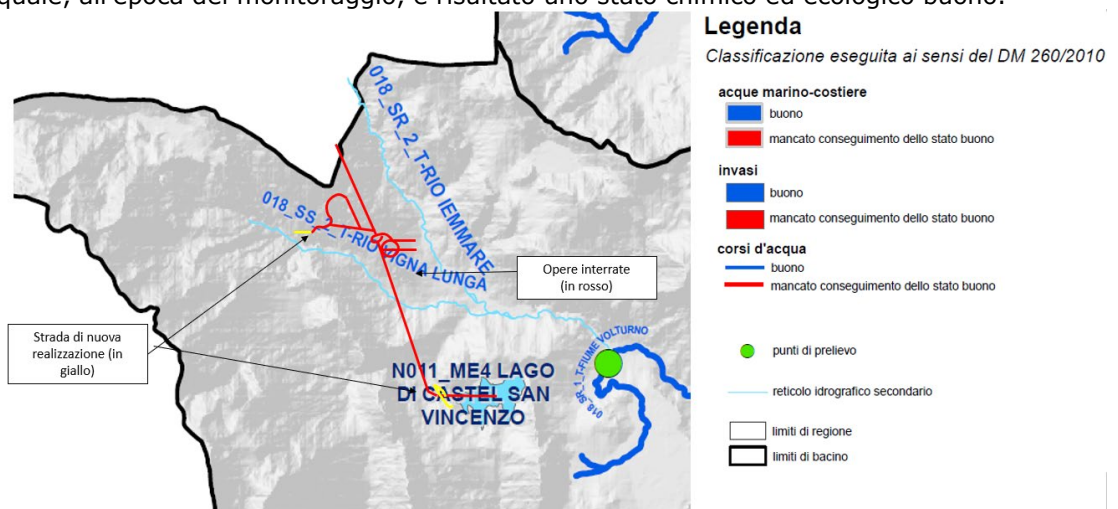 quale, all'epoca del monitoraggio, è risultato uno stato chimico ed ecologico buono.
018_SR_2_T-RIO IEMMARE
018_SS_2_T-RIO VIGNA LUNGA
Opere interrate
(in rosso)
Strada di nuova
realizzazione (in
giallo)
N011_ME4 LAGO
DI CASTEL SAN
VINCENZO
018_SR_1_T-FIUME VOLTURNO
Legenda
Classificazione eseguita ai sensi del DM 260/2010
acque marino-costiere
buono
mancato conseguimento dello stato buono
invasi
buono
mancato conseguimento dello stato buono
corsi d'acqua
buono
mancato conseguimento dello stato buono
punti di prelievo
reticolo idrografico secondario
limiti di regione
limiti di bacino